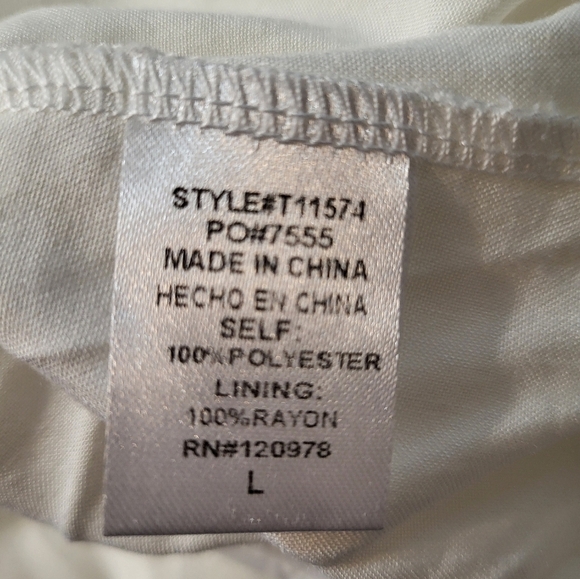 STYLE#T11574
PO#7555
MADE IN CHINA
HECHO EN CHINA
SELF:
100%POLYESTER
LINING:
100%RAYON
RN#120978
L